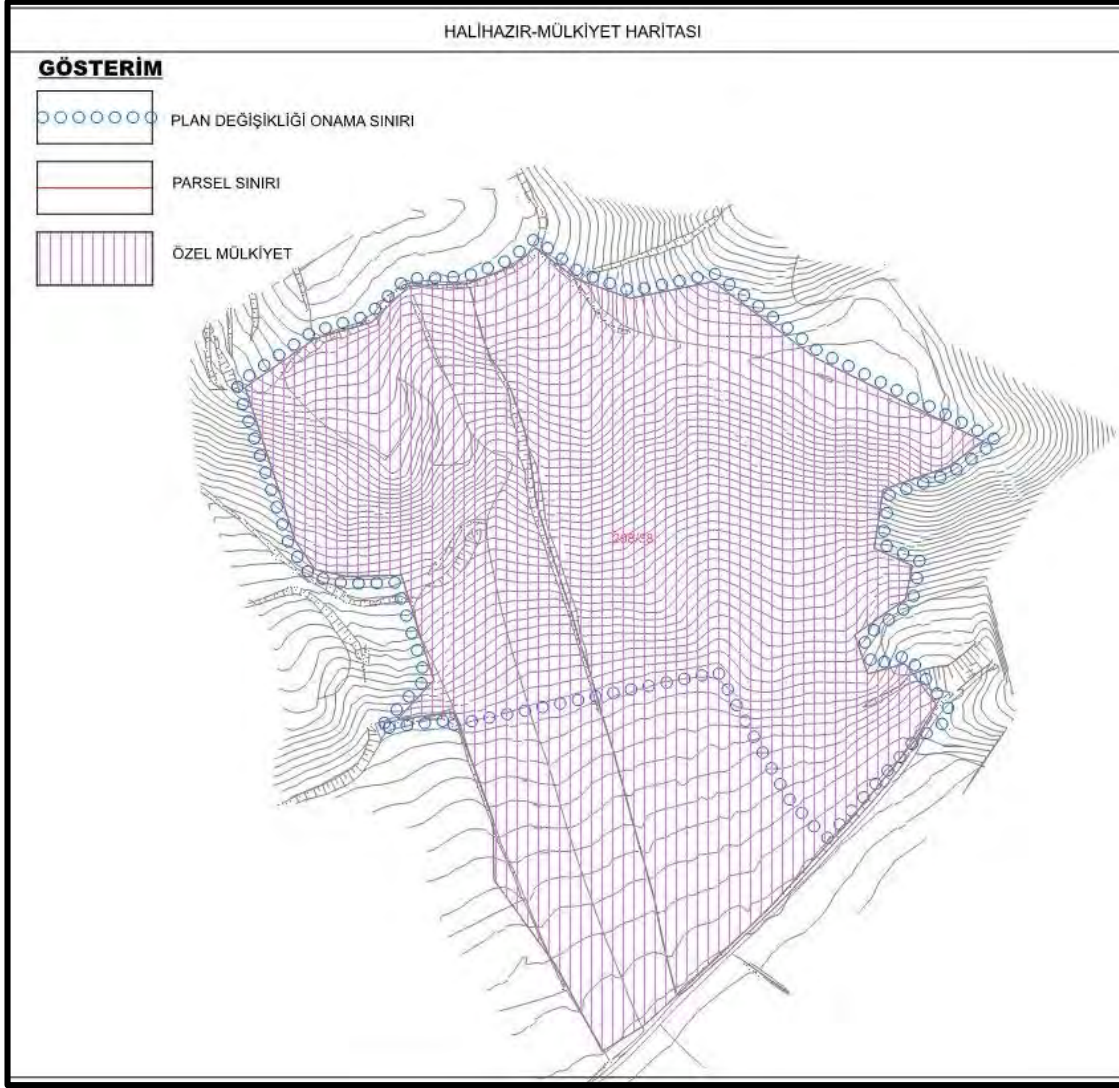 HALİHAZIR-MÜLKİYET HARİTASI
GÖSTERİM
PLAN DEĞİŞİKLİĞİ ONAMA SINIRI
PARSEL SINIRI
ÖZEL MÜLKİYET